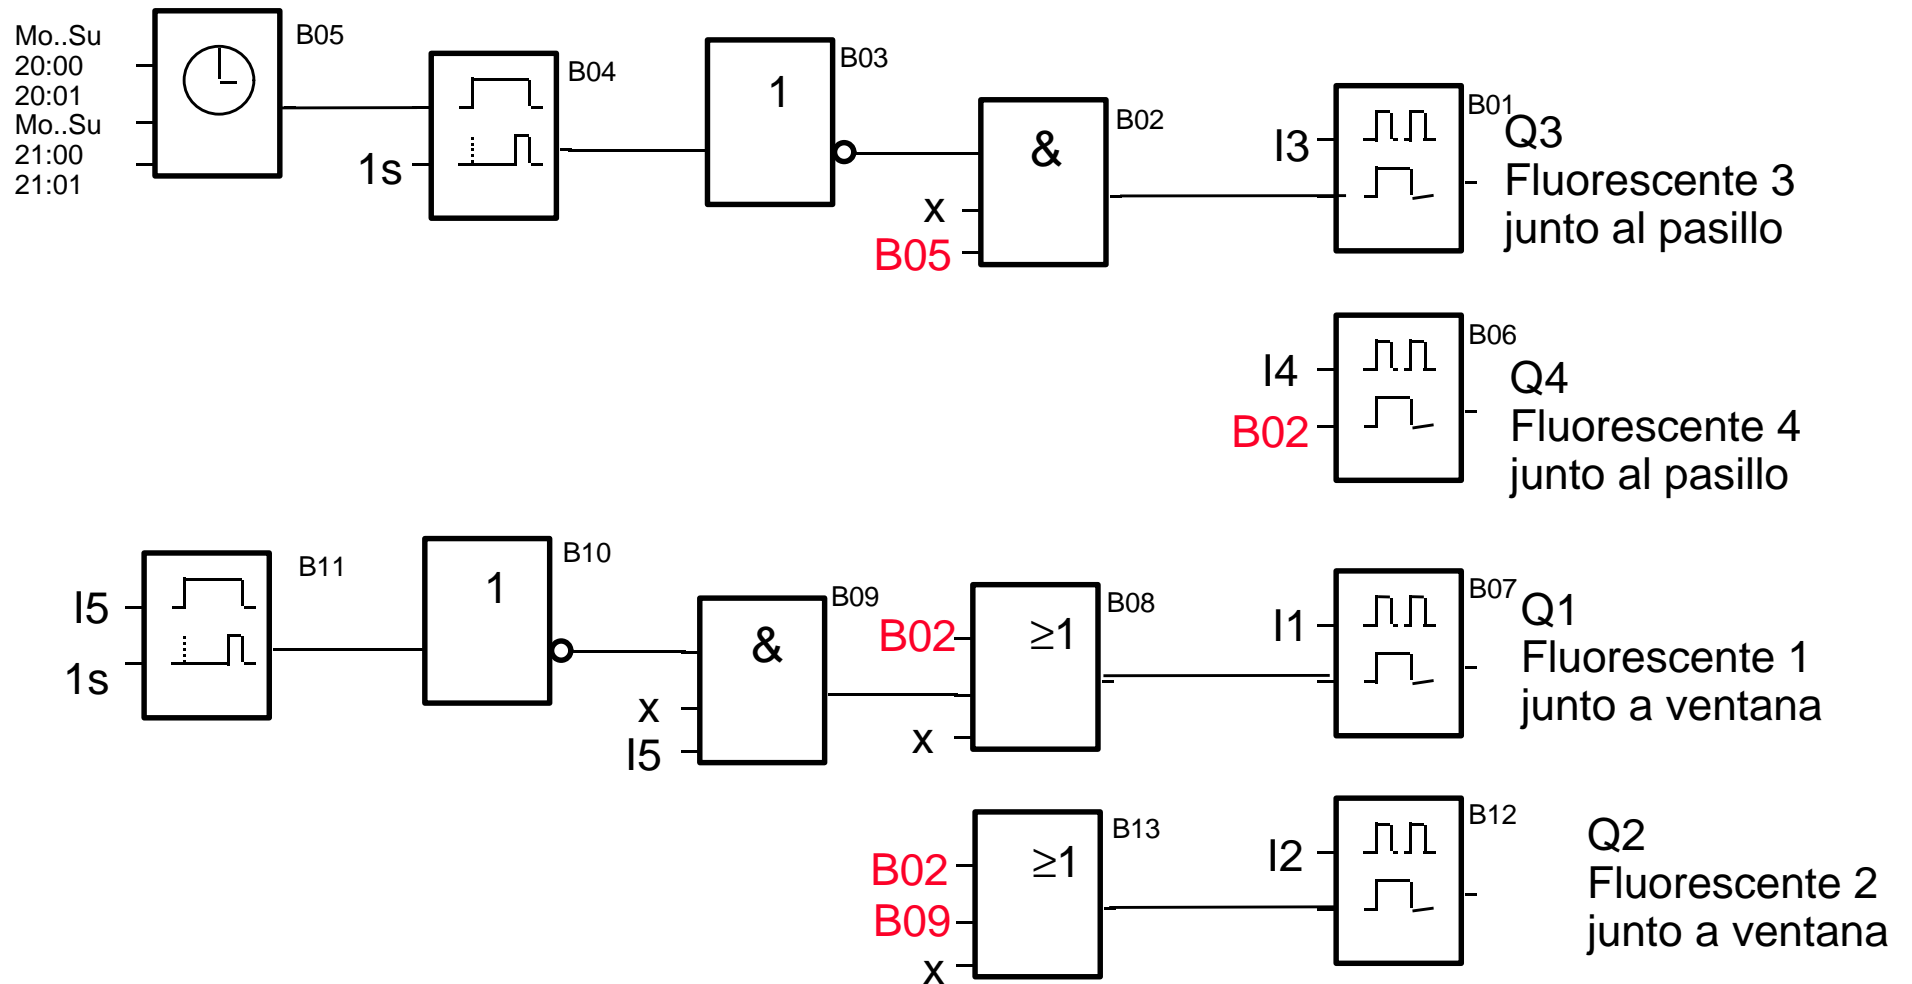 Mo..Su
20:00
20:01
Mo..Su
21:00
21:01
B05
1s
B04
1
B03
x
B05
&
B02
I3
B01
Q3
Fluorescente 3
junto al pasillo
I4
B02
B06
Q4
Fluorescente 4
junto al pasillo
I5
1s
B11
1
B10
x
I5
&
B09
B02
x
≥1
B08
I1
B07
Q1
Fluorescente 1
junto a ventana
B02
B09
x
≥1
B13
I2
B12
Q2
Fluorescente 2
junto a ventana